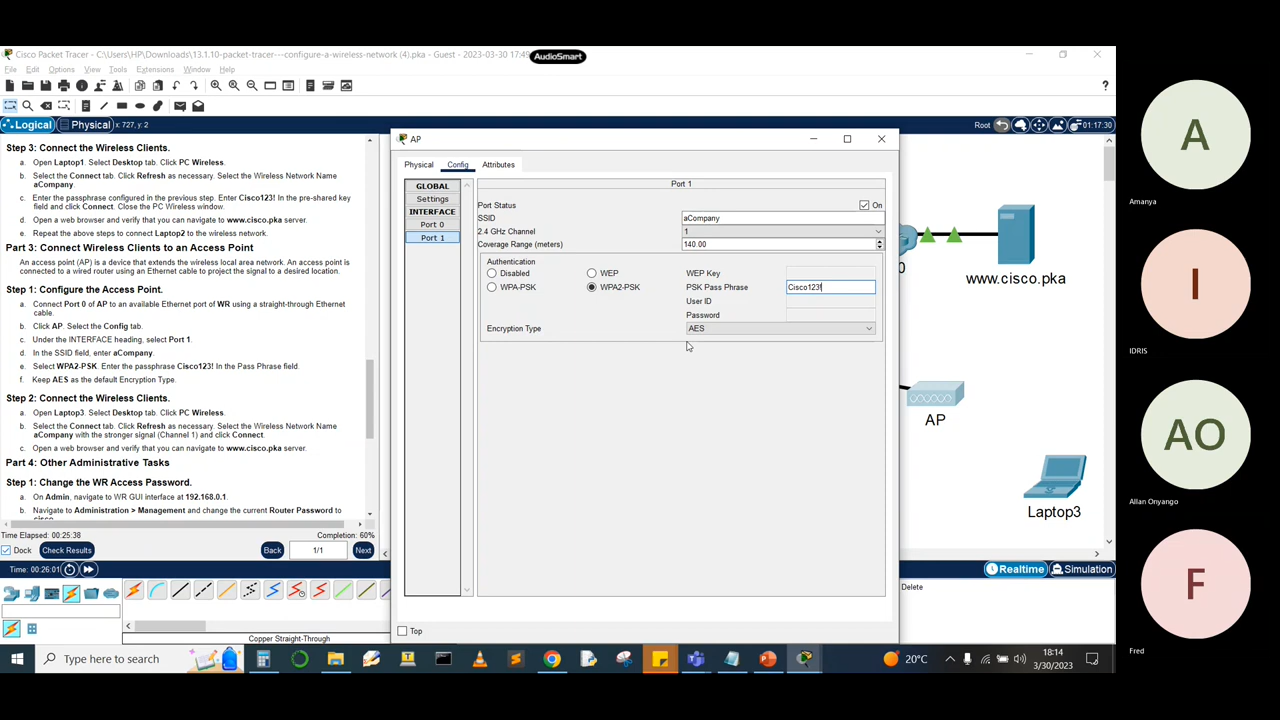 Cisco Packet Tracer - C:\Users\HP\Downloads\13.1.10-packet-tracer---configure-a-wireless-network (4).pka - Guest - 2023-03-30 17:49
AudioSmart
File Edit Options View Tools Extensions Window Help
Logical Physical x: 727, y: 2
Root 01:17:30
Step 3: Connect the Wireless Clients.
a. Open Laptop1. Select Desktop tab. Click PC Wireless.
b. Select the Connect tab. Click Refresh as necessary. Select the Wireless Network Name
aCompany.
c. Enter the passphrase configured in the previous step. Enter Cisco123! In the pre-shared key
field and click Connect. Close the PC Wireless window.
d. Open a web browser and verify that you can navigate to www.cisco.pka server.
e. Repeat the above steps to connect Laptop2 to the wireless network.
Part 3: Connect Wireless Clients to an Access Point
An access point (AP) is a device that extends the wireless local area network. An access point is
connected to a wired router using an Ethernet cable to project the signal to a desired location.
Step 1: Configure the Access Point.
a. Connect Port 0 of AP to an available Ethernet port of WR using a straight-through Ethernet
cable.
b. Click AP. Select the Config tab.
c. Under the INTERFACE heading, select Port 1.
d. In the SSID field, enter aCompany.
e. Select WPA2-PSK. Enter the passphrase Cisco123! In the Pass Phrase field.
f. Keep AES as the default Encryption Type.
Step 2: Connect the Wireless Clients.
a. Open Laptop3. Select Desktop tab. Click PC Wireless.
b. Select the Connect tab. Click Refresh as necessary. Select the Wireless Network Name
aCompany with the stronger signal (Channel 1) and click Connect.
c. Open a web browser and verify that you can navigate to www.cisco.pka server.
Part 4: Other Administrative Tasks
Step 1: Change the WR Access Password.
a. On Admin, navigate to WR GUI interface at 192.168.0.1.
b. Navigate to Administration > Management and change the current Router Password to
cisco.
Time Elapsed: 00:25:38 Completion: 60%
Dock Check Results Back 1/1 Next
Time: 00:26:01
Copper Straight-Through
AP
Physical Config Attributes
GLOBAL
Settings
INTERFACE
Port 0
Port 1
Port 1
Port Status On
SSID aCompany
2.4 GHz Channel 1
Coverage Range (meters) 140.00
Authentication
Disabled WEP WEP Key
WPA-PSK WPA2-PSK PSK Pass Phrase Cisco123!
User ID
Password
Encryption Type AES
Top
0
www.cisco.pka
AP
Laptop3
Realtime Simulation
Delete
Type here to search
20°C
18:14
3/30/2023
A
Amanya
I
IDRIS
AO
Allan Onyango
F
Fred